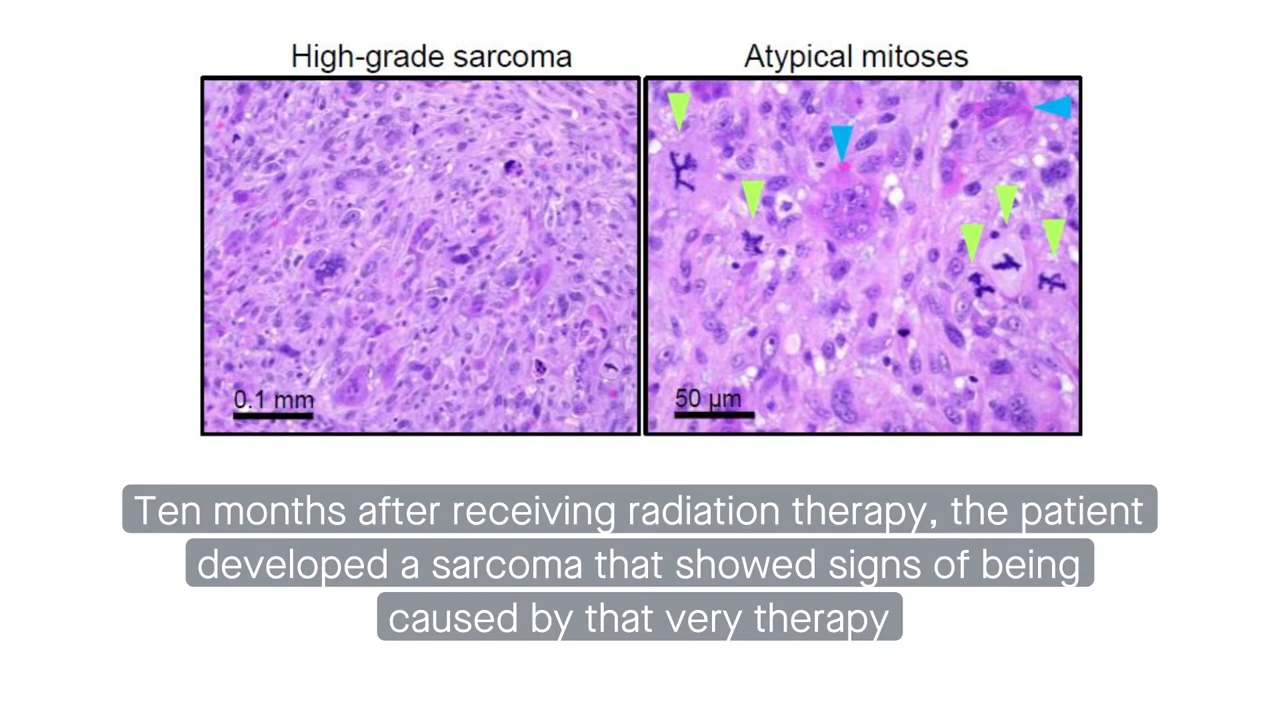 High-grade sarcoma
Atypical mitoses
0.1 mm
50 µm
Ten months after receiving radiation therapy, the patient
developed a sarcoma that showed signs of being
caused by that very therapy